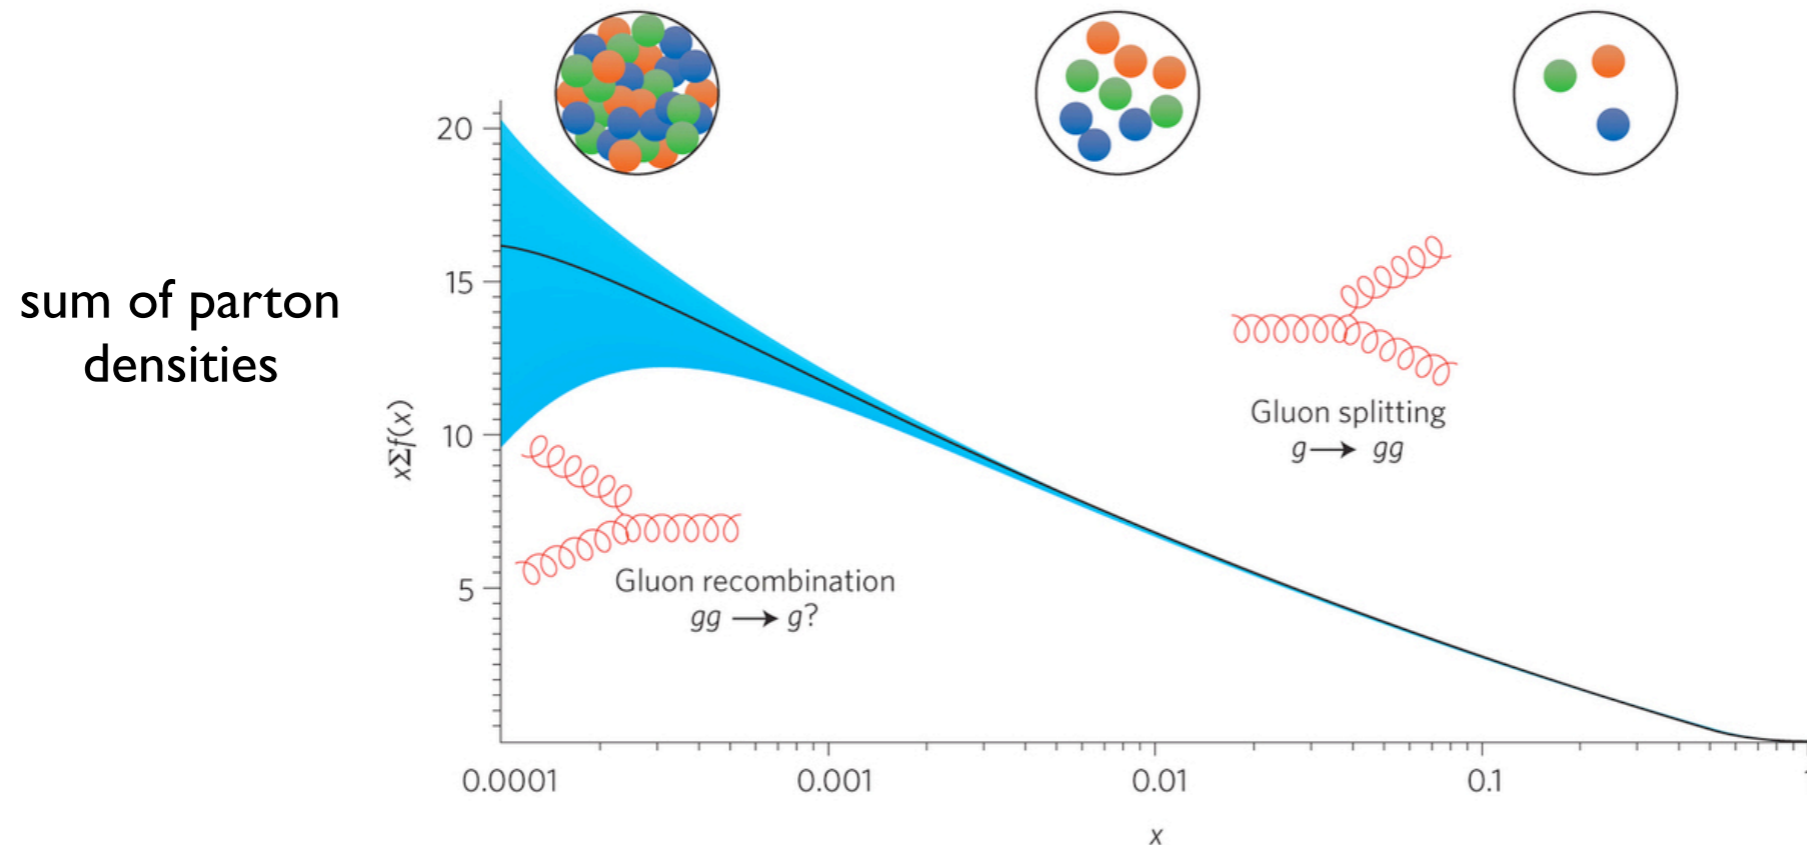 sum of parton
densities
xΣf(x)
20
15
10
5
Gluon splitting
g → gg
Gluon recombination
gg → g?
0.0001
0.001
0.01
0.1
x